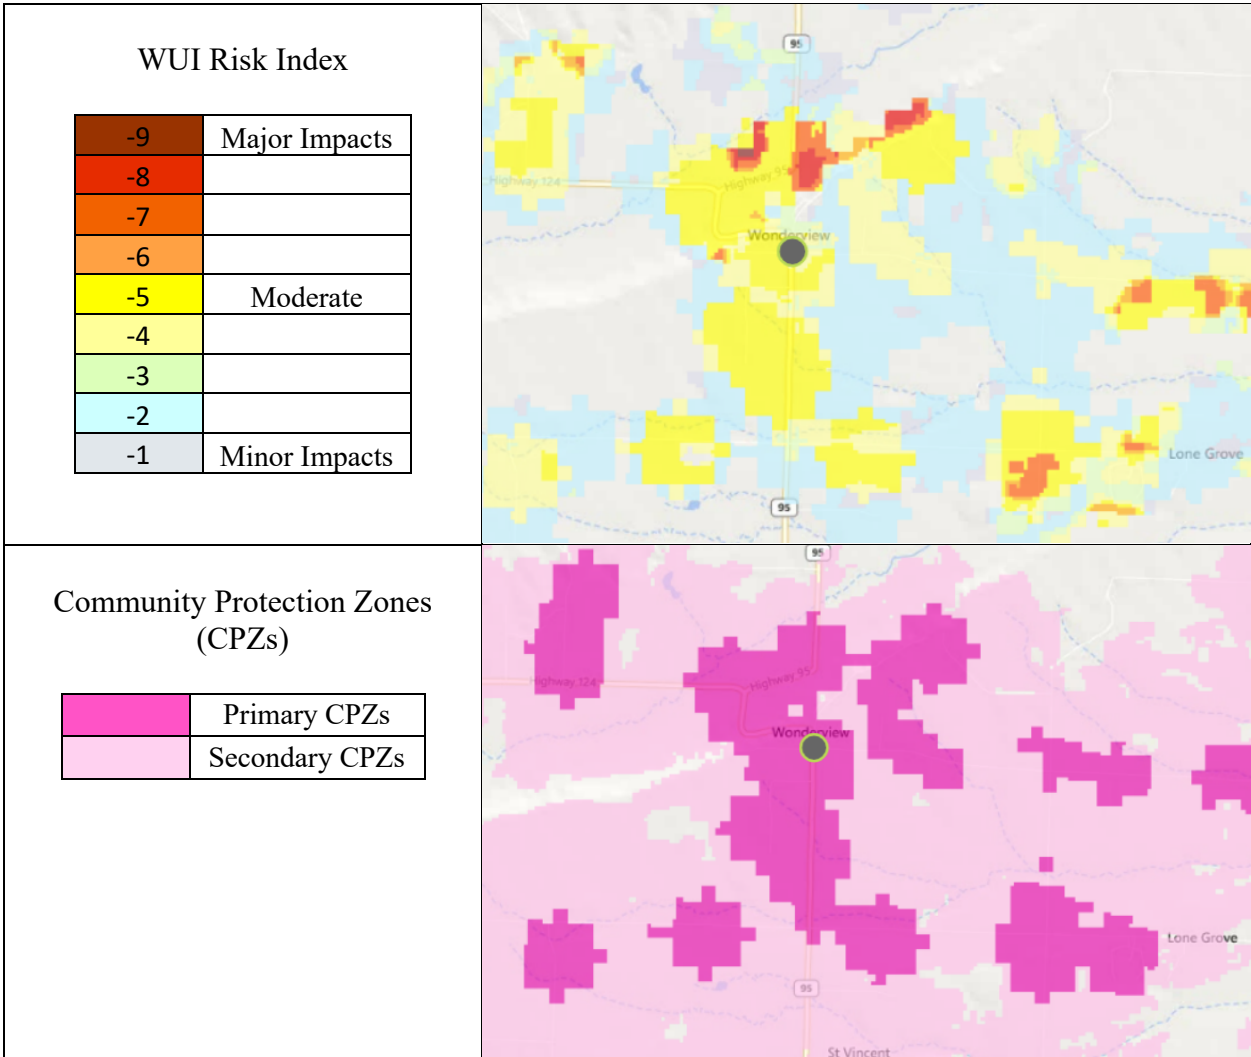 WUI Risk Index
-9 Major Impacts
-8
-7
-6
-5 Moderate
-4
-3
-2
-1 Minor Impacts
95
Highway 124
Highway 95
Wonderview
Lone Grove
95
Community Protection Zones
(CPZs)
Primary CPZs
Secondary CPZs
95
Highway 124
Highway 95
Wonderview
Lone Grove
95
St Vincent